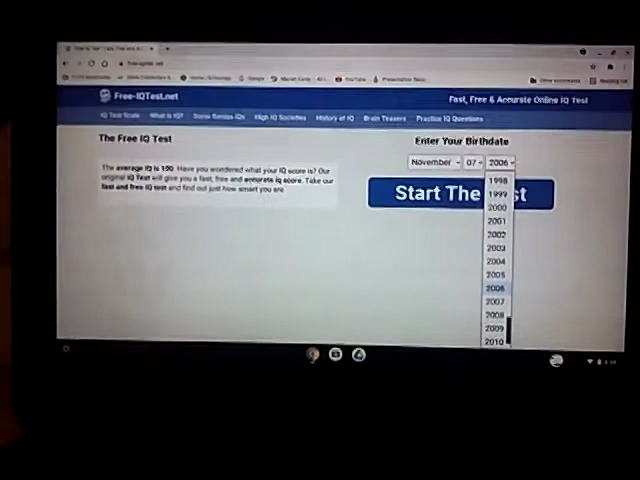 Free-IQTest.net
Fast, Free & Accurate Online IQ Test
IQ Test Scale What is IQ? Some Genius IQs High IQ Societies History of IQ Brain Teasers Practice IQ Questions
The Free IQ Test
Enter Your Birthdate
November 07 2006
The average IQ is 100. Have you wondered what your IQ score is? Our
original IQ Test will give you a fast, free and accurate iq score. Take our
fast and free IQ test and find out just how smart you are
Start The st
1998
1999
2000
2001
2002
2003
2004
2005
2006
2007
2008
2009
2010